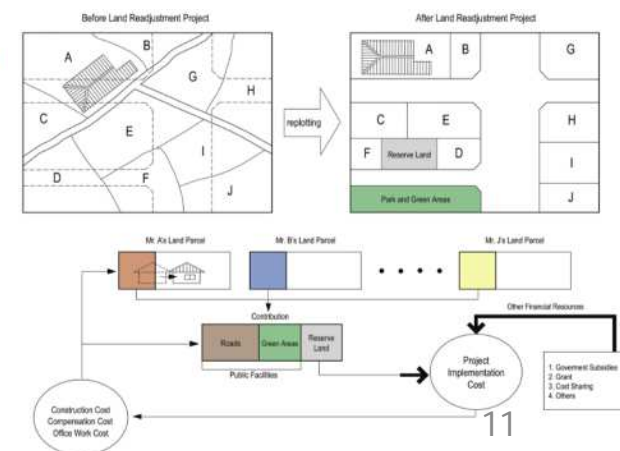 Before Land Readjustment Project
After Land Readjustment Project
A
B
G
H
C
E
I
D
F
J
replotting
A
B
G
C
E
H
F
Reserve Land
D
I
Park and Green Areas
J
Mr. A's Land Parcel
Mr. B's Land Parcel
Mr. J's Land Parcel
Contribution
Other Financial Resources
Roads
Green Areas
Reserve
Land
Public Facilities
Project
Implementation
Cost
1. Goverment Subsidies
2. Grant
3. Cost Sharing
4. Others
Construction Cost
Compensation Cost
Office Work Cost
11